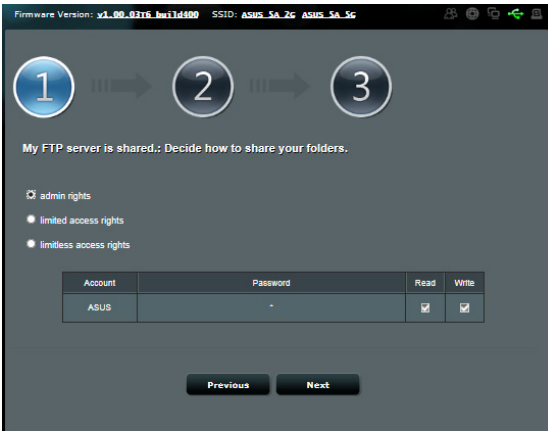 Firmware Version: v1.00.03T6 build400 SSID: ASUS 5A 2G ASUS 5A 5G
1 2 3
My FTP server is shared.: Decide how to share your folders.
admin rights
limited access rights
limitless access rights
Account Password Read Write
ASUS -
Previous Next